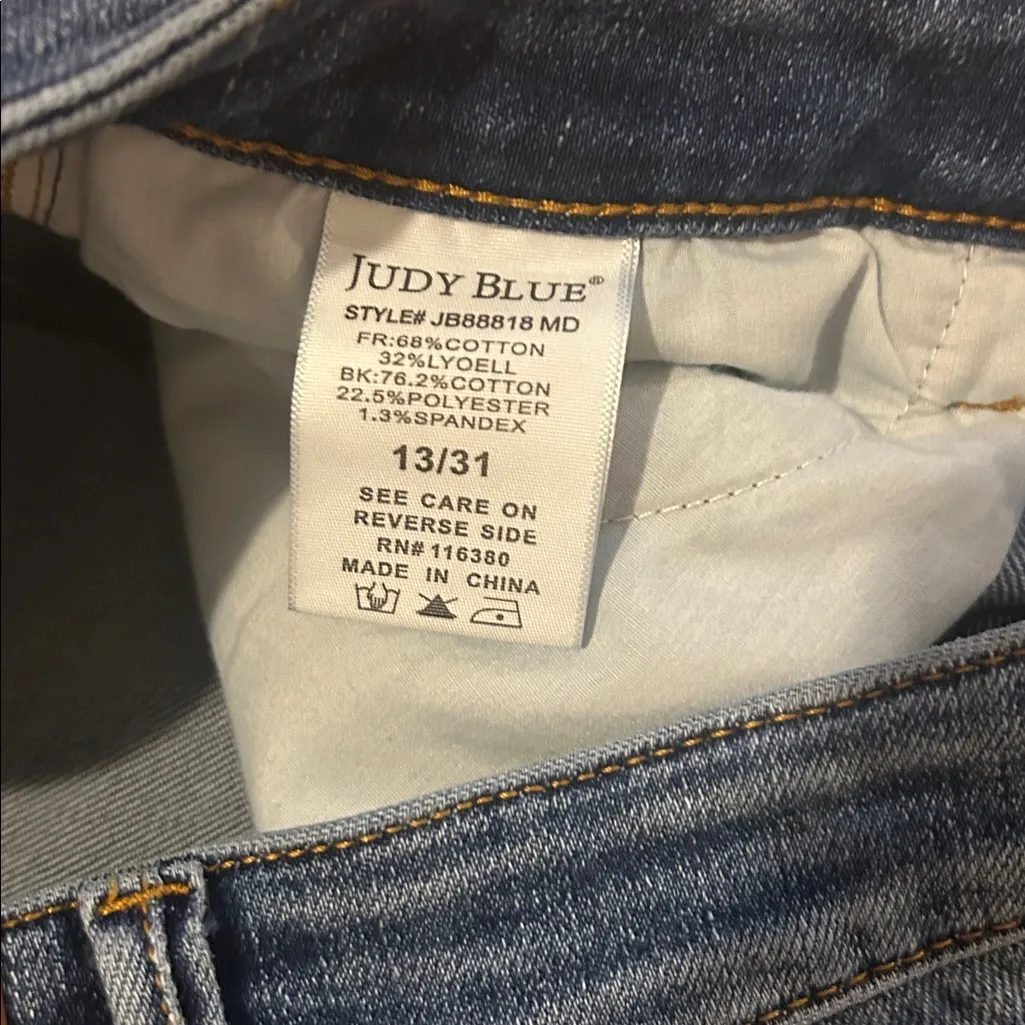 JUDY BLUE®
STYLE# JB88818 MD
FR:68%COTTON
32%LYOELL
BK:76.2%COTTON
22.5%POLYESTER
1.3%SPANDEX
13/31
SEE CARE ON
REVERSE SIDE
RN# 116380
MADE IN CHINA